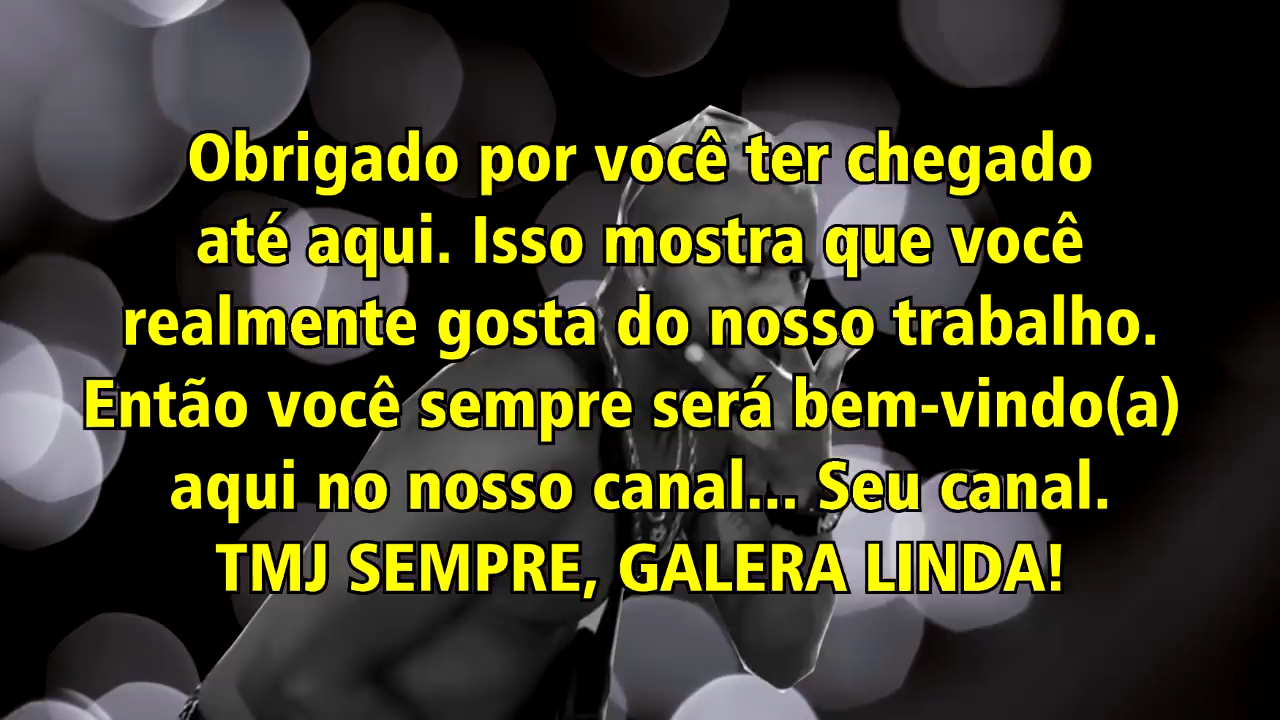 Obrigado por você ter chegado
até aqui. Isso mostra que você
realmente gosta do nosso trabalho.
Então você sempre será bem-vindo(a)
aqui no nosso canal... Seu canal.
TMJ SEMPRE, GALERA LINDA!